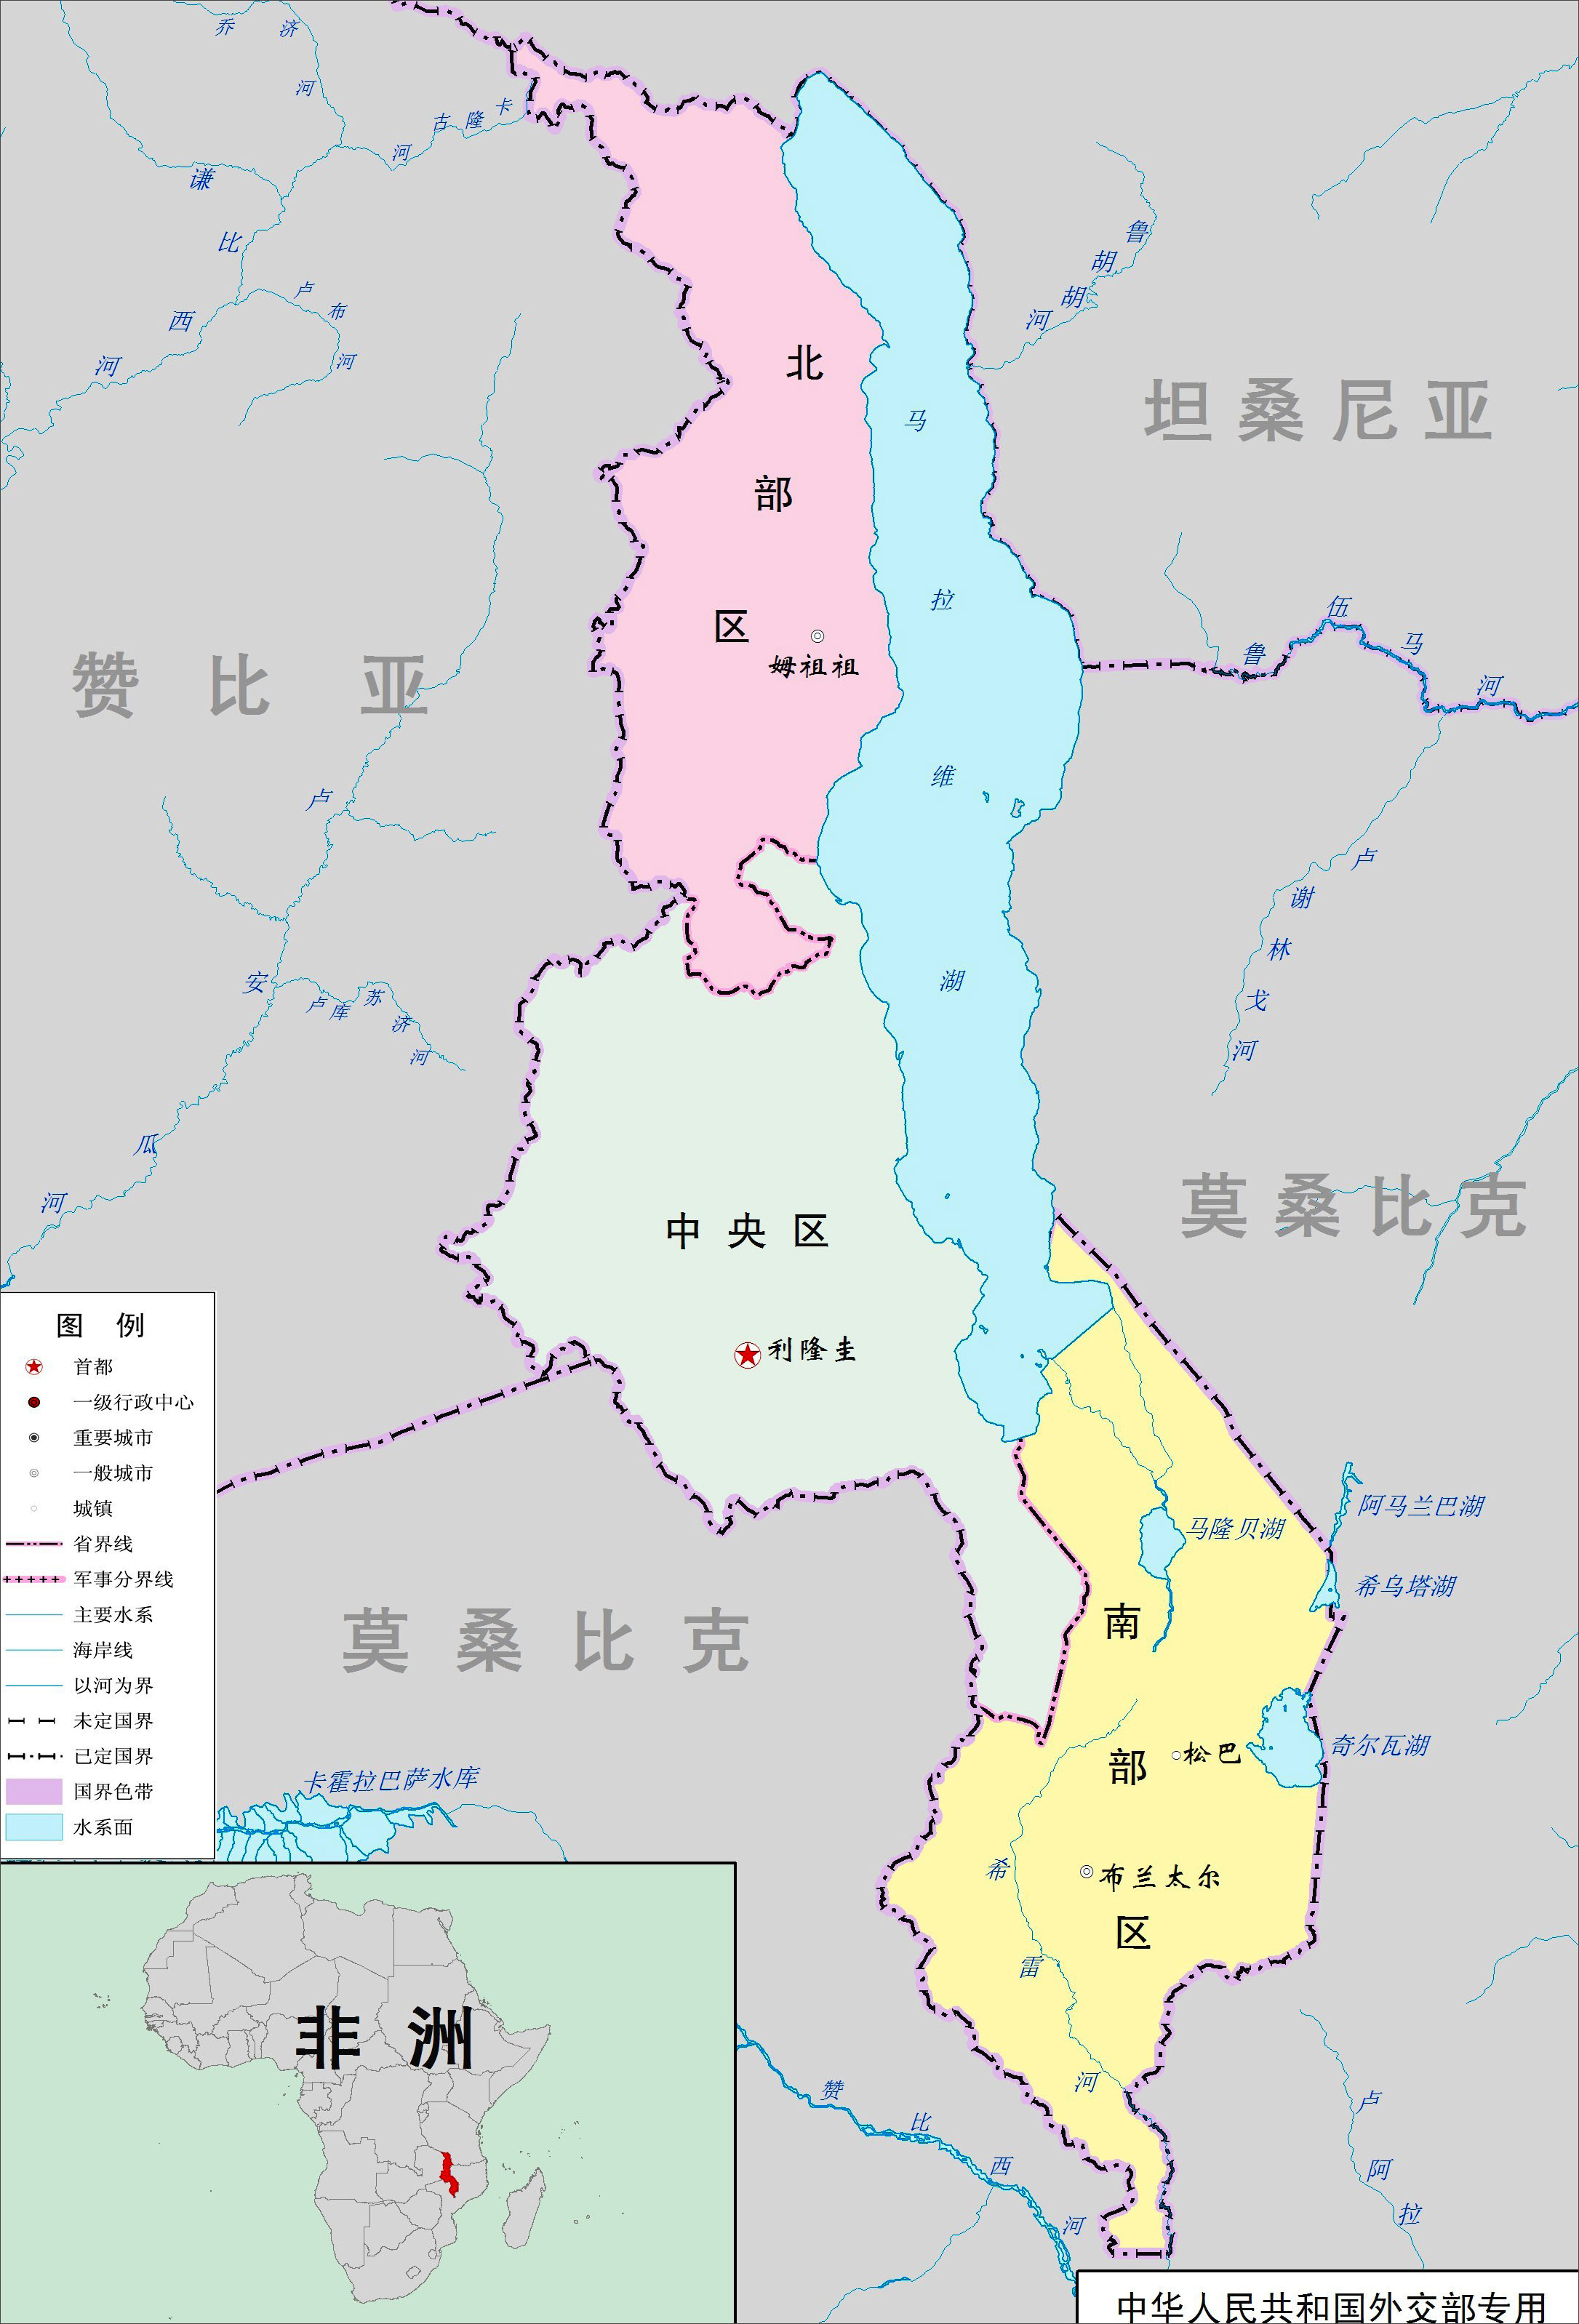 乔济河
卡隆古河
谦比西河
卢布河
鲁胡胡河
坦桑尼亚
北部区
马拉维湖
姆祖祖
赞比亚
鲁伍马河
卢安瓜河
卢谢林戈河
卢库苏济河
莫桑比克
中央区
利隆圭
图例
首都
一级行政中心
重要城市
一般城市
城镇
省界线
军事分界线
主要水系
海岸线
以河为界
未定国界
已定国界
国界色带
水系面
阿马兰巴湖
马隆贝湖
希乌塔湖
莫桑比克
南部区
松巴
奇尔瓦湖
卡霍拉巴萨水库
布兰太尔
希雷河
非洲
赞比西河
卢阿拉
中华人民共和国外交部专用